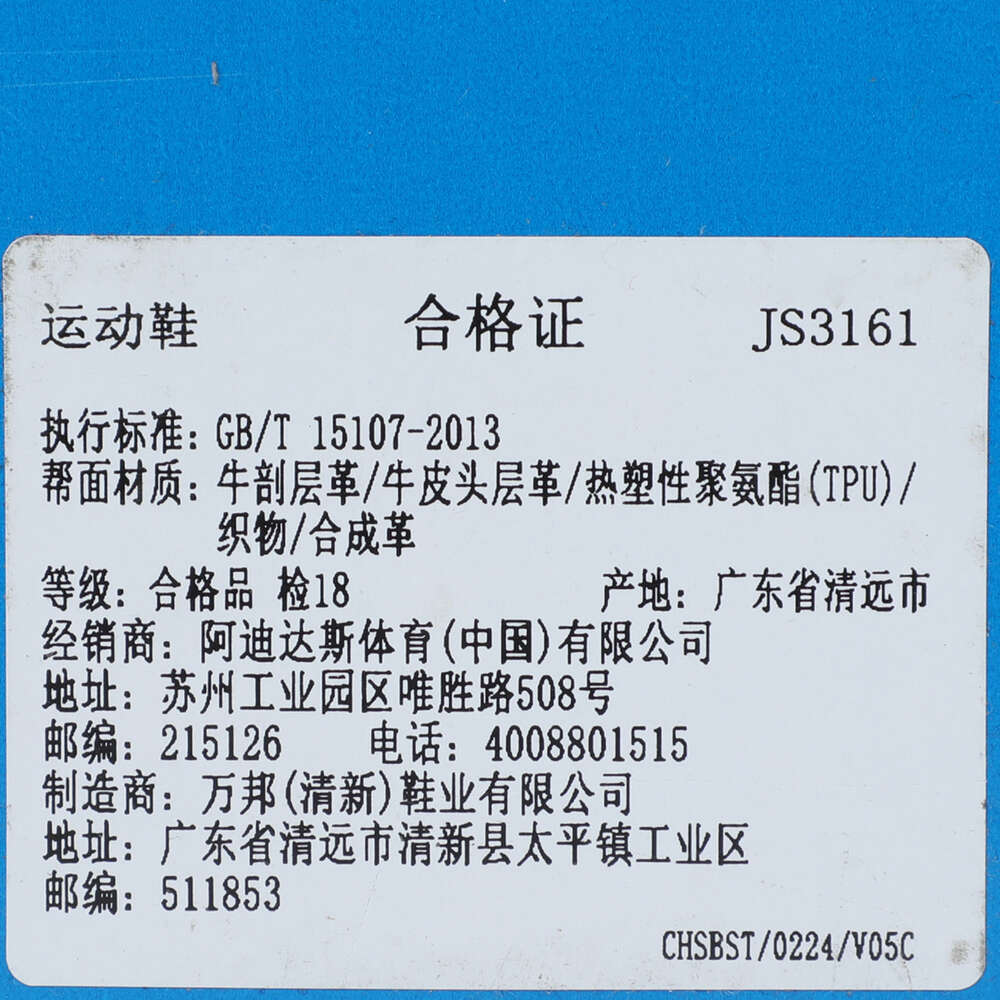 运动鞋 合格证 JS3161
执行标准: GB/T 15107-2013
帮面材质: 牛剖层革/牛皮头层革/热塑性聚氨酯(TPU)/
织物/合成革
等级: 合格品 检18 产地: 广东省清远市
经销商: 阿迪达斯体育(中国)有限公司
地址: 苏州工业园区唯胜路508号
邮编: 215126 电话: 4008801515
制造商: 万邦(清新)鞋业有限公司
地址: 广东省清远市清新县太平镇工业区
邮编: 511853
CHSBST/0224/V05C